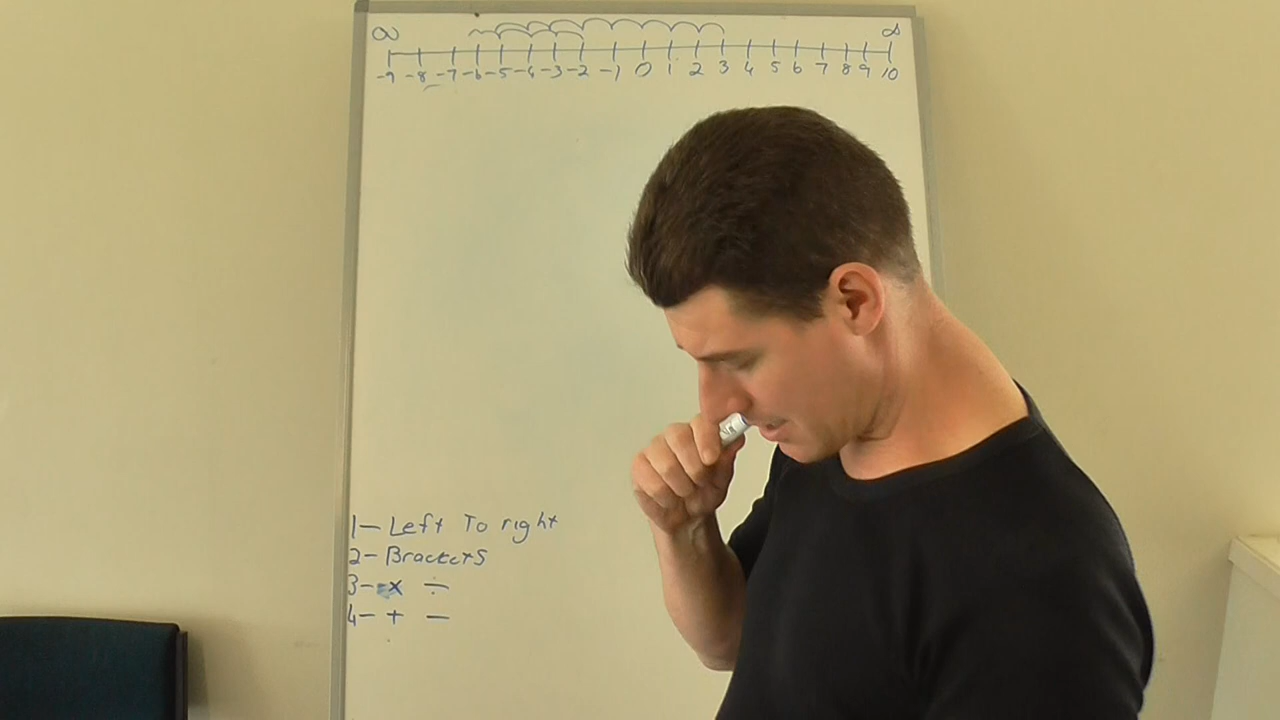 ∞ ∞
-9 -8 -7 -6 -5 -4 -3 -2 -1 0 1 2 3 4 5 6 7 8 9 10
1- Left To right
2- Brackets
3- × ÷
4- + -